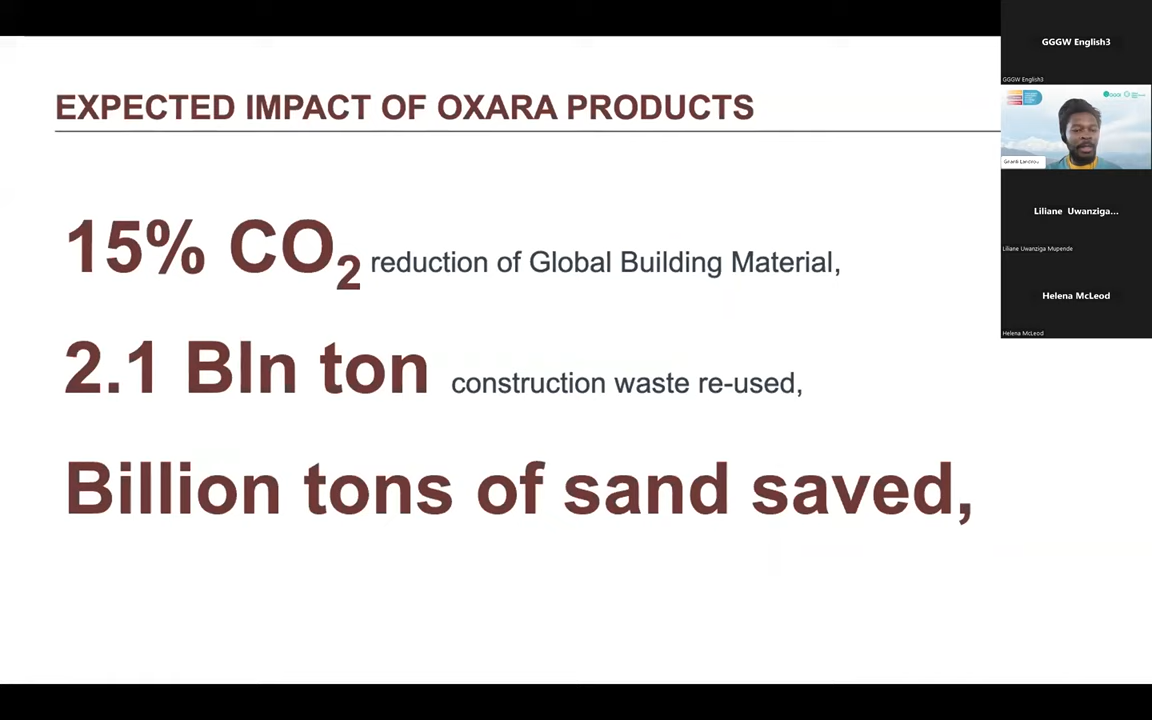 EXPECTED IMPACT OF OXARA PRODUCTS
15% CO₂ reduction of Global Building Material,
2.1 Bln ton construction waste re-used,
Billion tons of sand saved,
GGGW English3
GGGW English3
Gnanli Landrou
Liliane Uwanziga...
Liliane Uwanziga Mupende
Helena McLeod
Helena McLeod